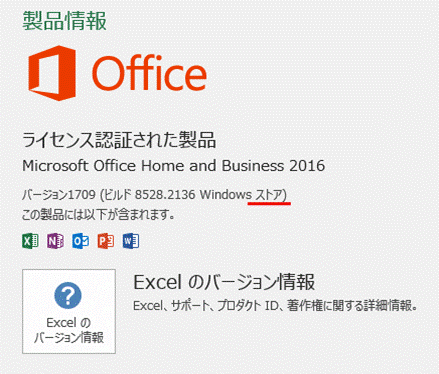 製品情報
Office
ライセンス認証された製品
Microsoft Office Home and Business 2016
バージョン1709 (ビルド 8528.2136 Windows ストア)
この製品には以下が含まれます。
X N O P W
Excel の
バージョン情報
Excel のバージョン情報
Excel、サポート、プロダクト ID、著作権に関する詳細情報。